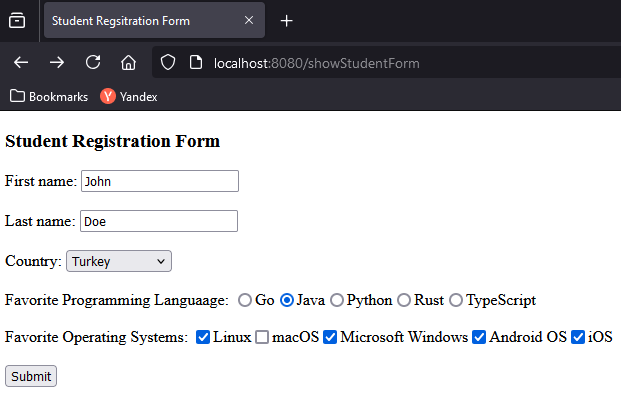 Student Regsitration Form
localhost:8080/showStudentForm
Bookmarks Yandex
Student Registration Form
First name: John
Last name: Doe
Country: Turkey
Favorite Programming Languaage: Go Java Python Rust TypeScript
Favorite Operating Systems: Linux macOS Microsoft Windows Android OS iOS
Submit